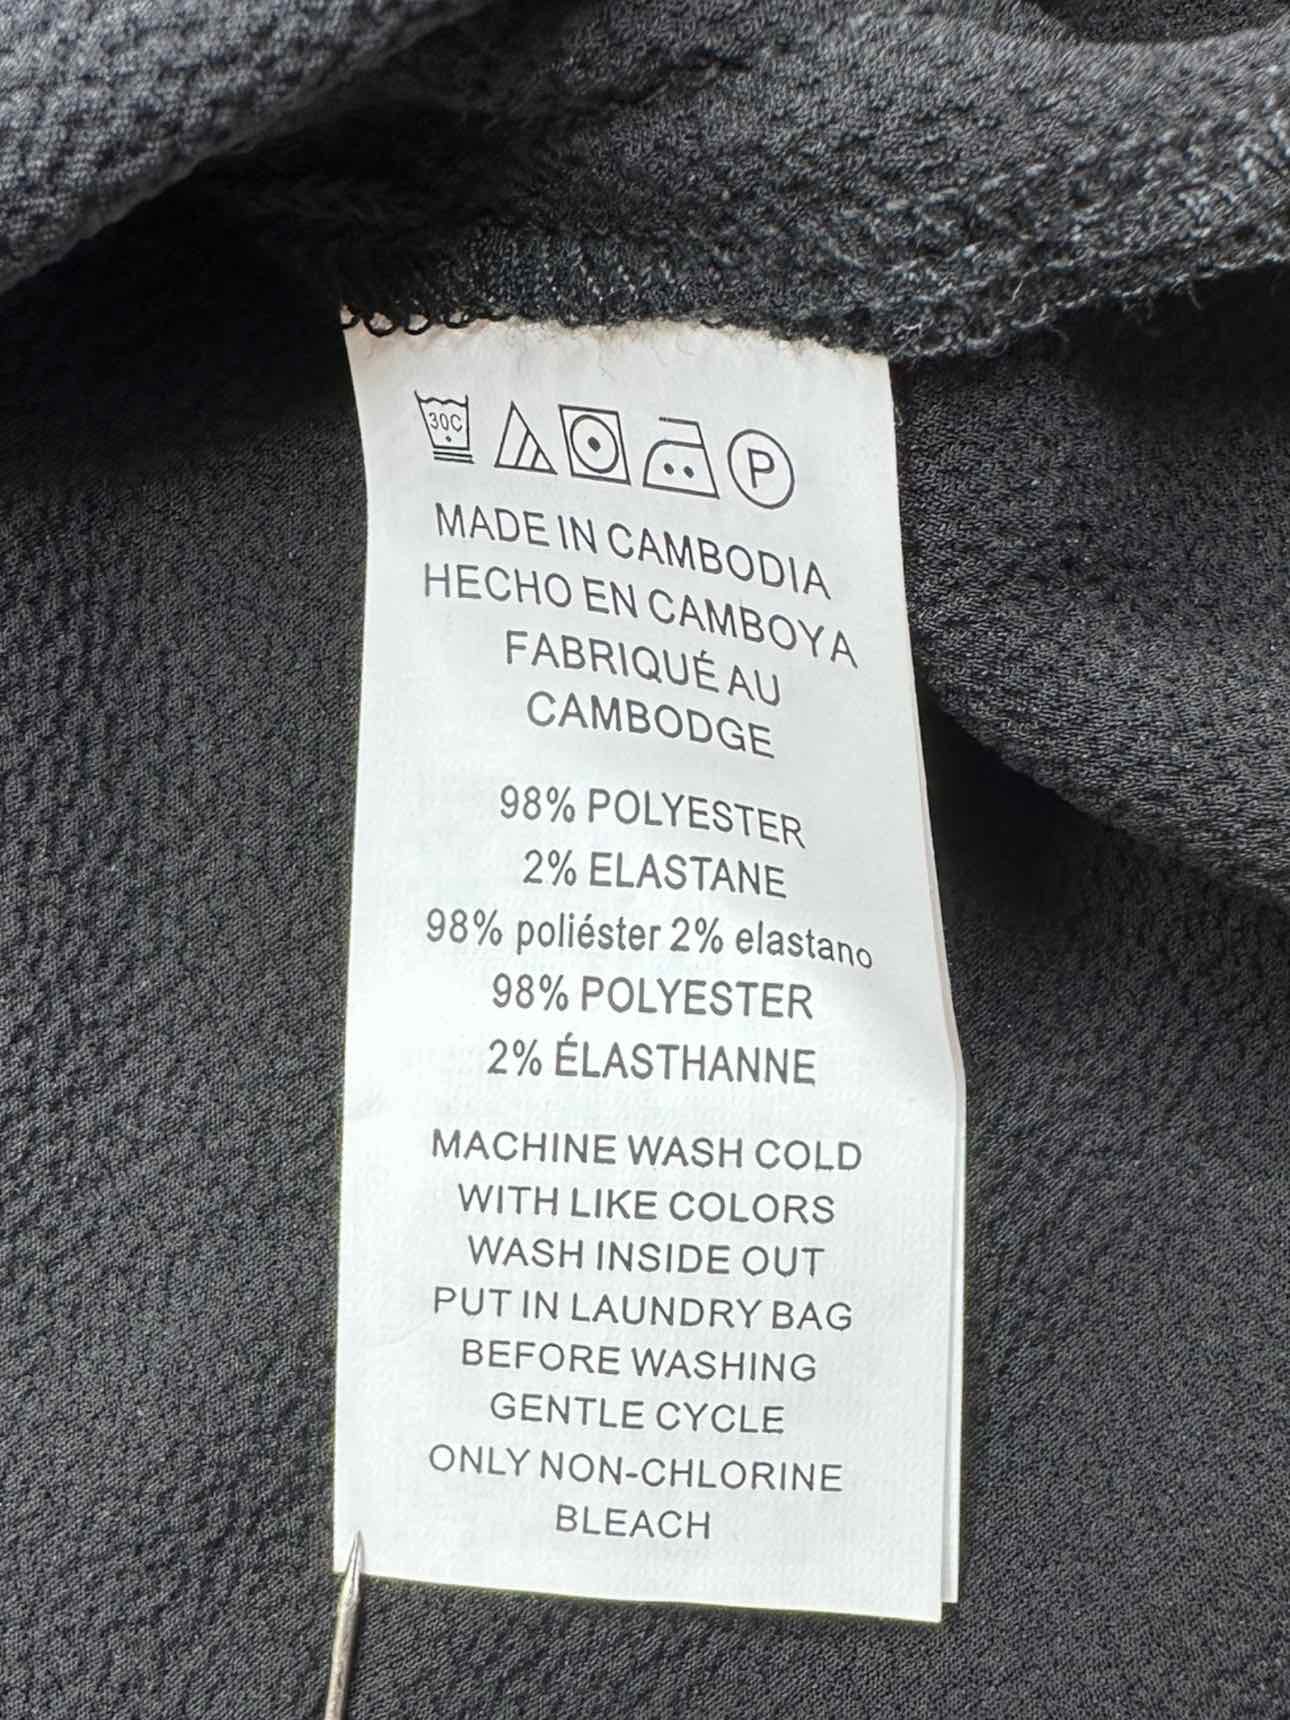 30C P
MADE IN CAMBODIA
HECHO EN CAMBOYA
FABRIQUÉ AU
CAMBODGE
98% POLYESTER
2% ELASTANE
98% poliéster 2% elastano
98% POLYESTER
2% ÉLASTHANNE
MACHINE WASH COLD
WITH LIKE COLORS
WASH INSIDE OUT
PUT IN LAUNDRY BAG
BEFORE WASHING
GENTLE CYCLE
ONLY NON-CHLORINE
BLEACH